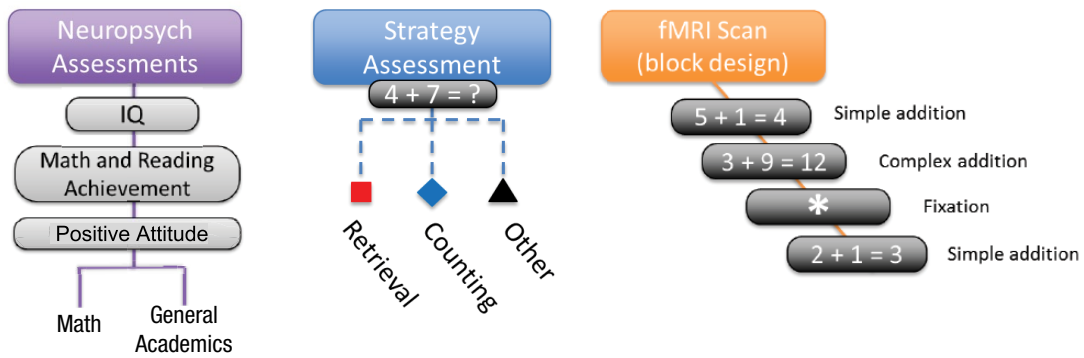 Neuropsych
Assessments
IQ
Math and Reading
Achievement
Positive Attitude
Math
General
Academics
Strategy
Assessment
4 + 7 = ?
Retrieval
Counting
Other
fMRI Scan
(block design)
5 + 1 = 4
Simple addition
3 + 9 = 12
Complex addition
*
Fixation
2 + 1 = 3
Simple addition